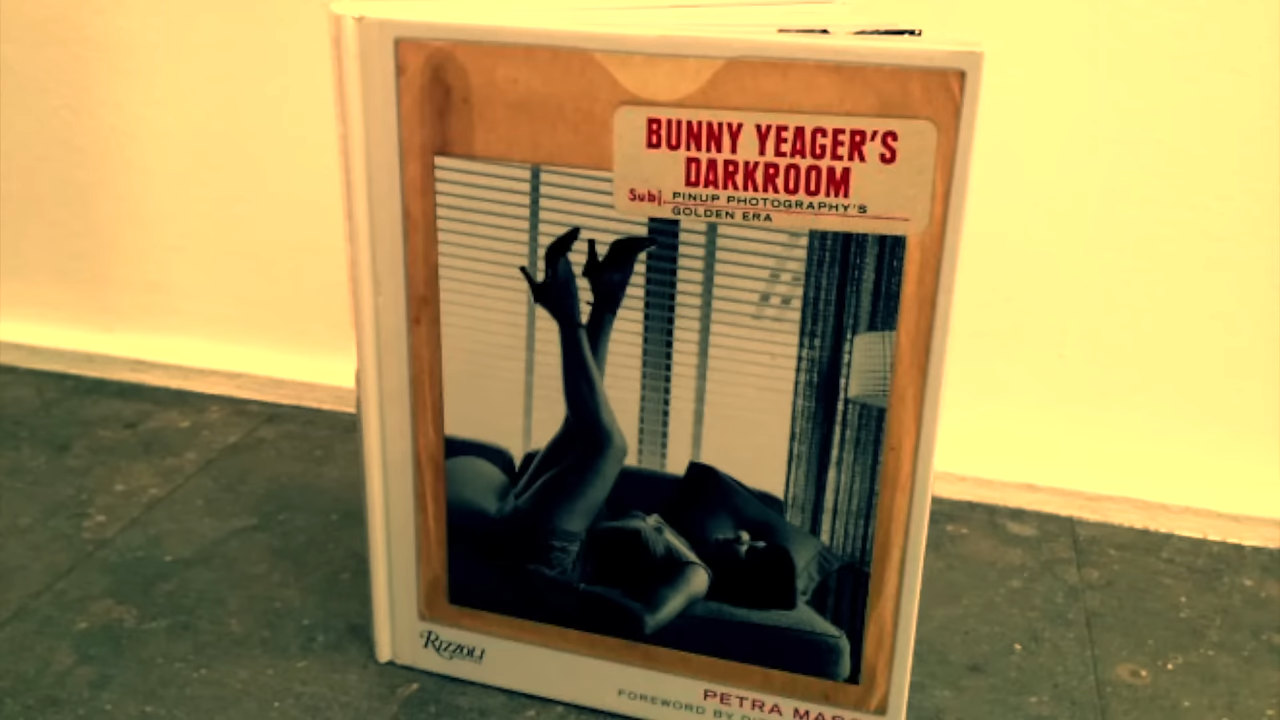 BUNNY YEAGER'S
DARKROOM
Subj. PINUP PHOTOGRAPHY'S
GOLDEN ERA
RIZZOLI
PETRA
FOREWORD BY